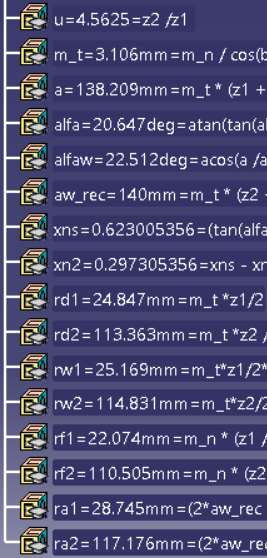 u=4.5625=z2 /z1
m_t=3.106mm=m_n / cos(b
a=138.209mm=m_t * (z1 +
alfa=20.647deg=atan(tan(al
alfaw=22.512deg=acos(a /a
aw_rec=140mm=m_t * (z2 -
xns=0.623005356=(tan(alfa
xn2=0.297305356=xns - xn
rd1=24.847mm=m_t *z1/2
rd2=113.363mm=m_t *z2 /
rw1=25.169mm=m_t*z1/2*
rw2=114.831mm=m_t*z2/2
rf1=22.074mm=m_n * (z1 /
rf2=110.505mm=m_n * (z2
ra1=28.745mm=(2*aw_rec
ra2=117.176mm=(2*aw_rec